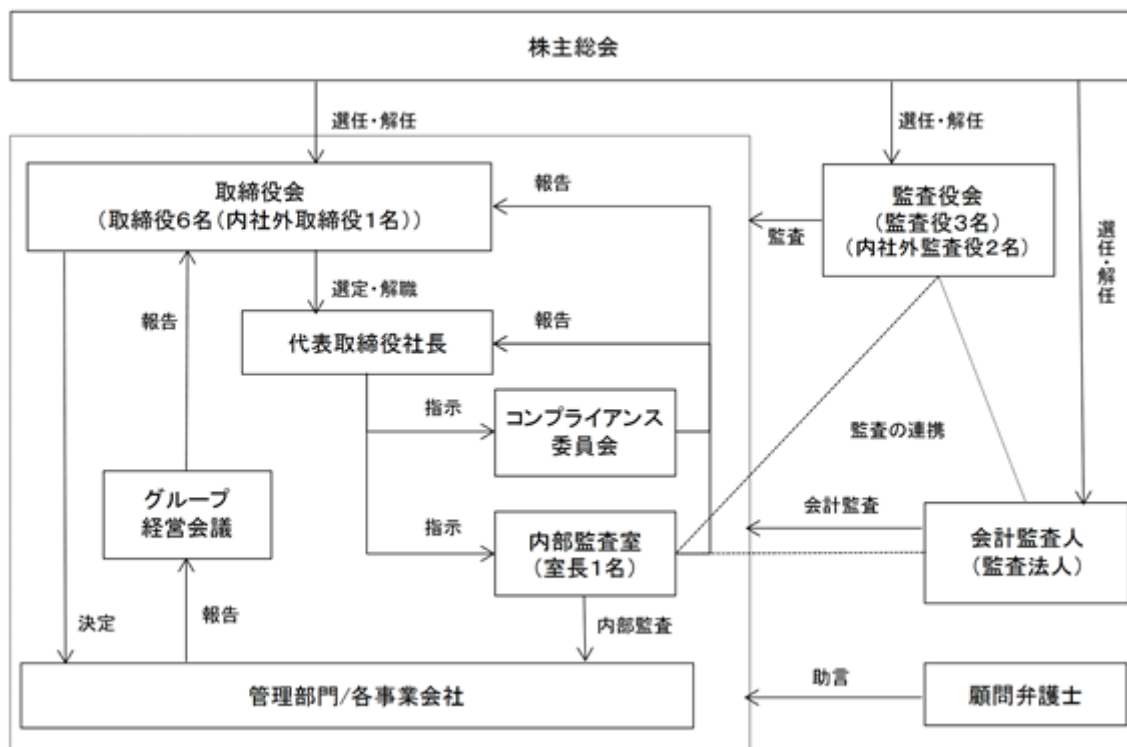 株主総会
選任・解任
選任・解任
取締役会
(取締役6名(内社外取締役1名))
報告
監査役会
(監査役3名)
(内社外監査役2名)
監査
選任・解任
選定・解職
報告
代表取締役社長
報告
指示
コンプライアンス
委員会
監査の連携
グループ
経営会議
指示
内部監査室
(室長1名)
会計監査
会計監査人
(監査法人)
決定
報告
内部監査
管理部門/各事業会社
助言
顧問弁護士